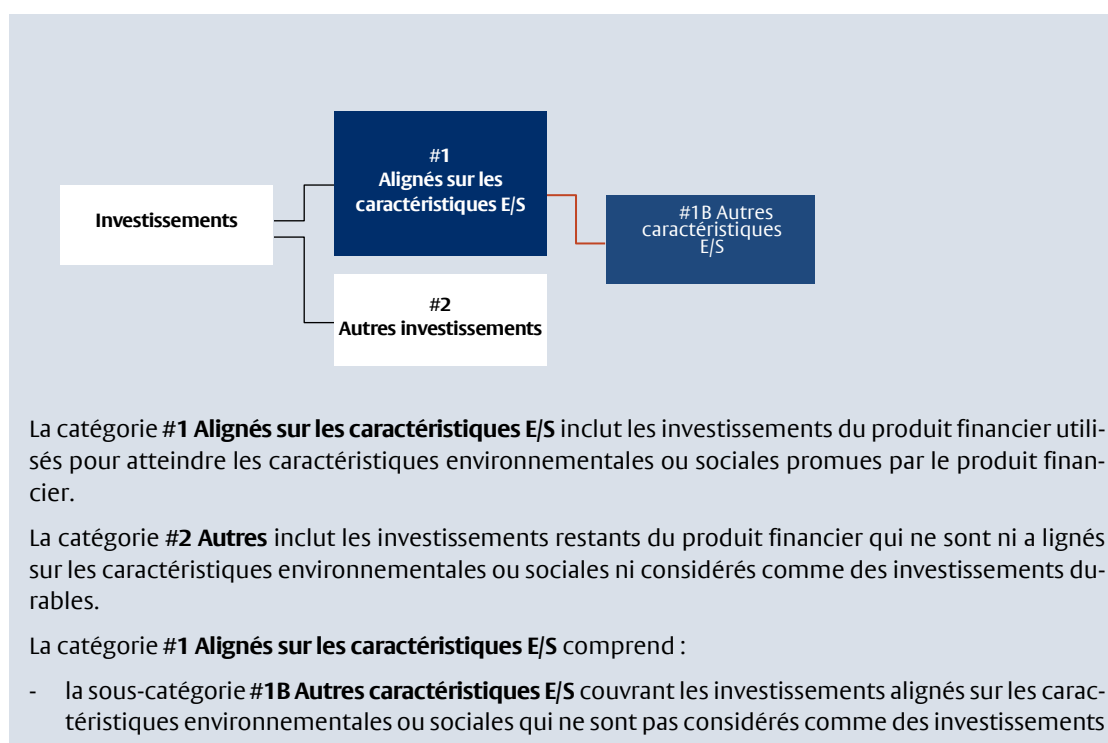 #1
Alignés sur les
caractéristiques E/S
Investissements
#1B Autres
caractéristiques
E/S
#2
Autres investissements
La catégorie #1 Alignés sur les caractéristiques E/S inclut les investissements du produit financier utili-
sés pour atteindre les caractéristiques environnementales ou sociales promues par le produit finan-
cier.
La catégorie #2 Autres inclut les investissements restants du produit financier qui ne sont ni a lignés
sur les caractéristiques environnementales ou sociales ni considérés comme des investissements du-
rables.
La catégorie #1 Alignés sur les caractéristiques E/S comprend :
- la sous-catégorie #1B Autres caractéristiques E/S couvrant les investissements alignés sur les carac-
téristiques environnementales ou sociales qui ne sont pas considérés comme des investissements